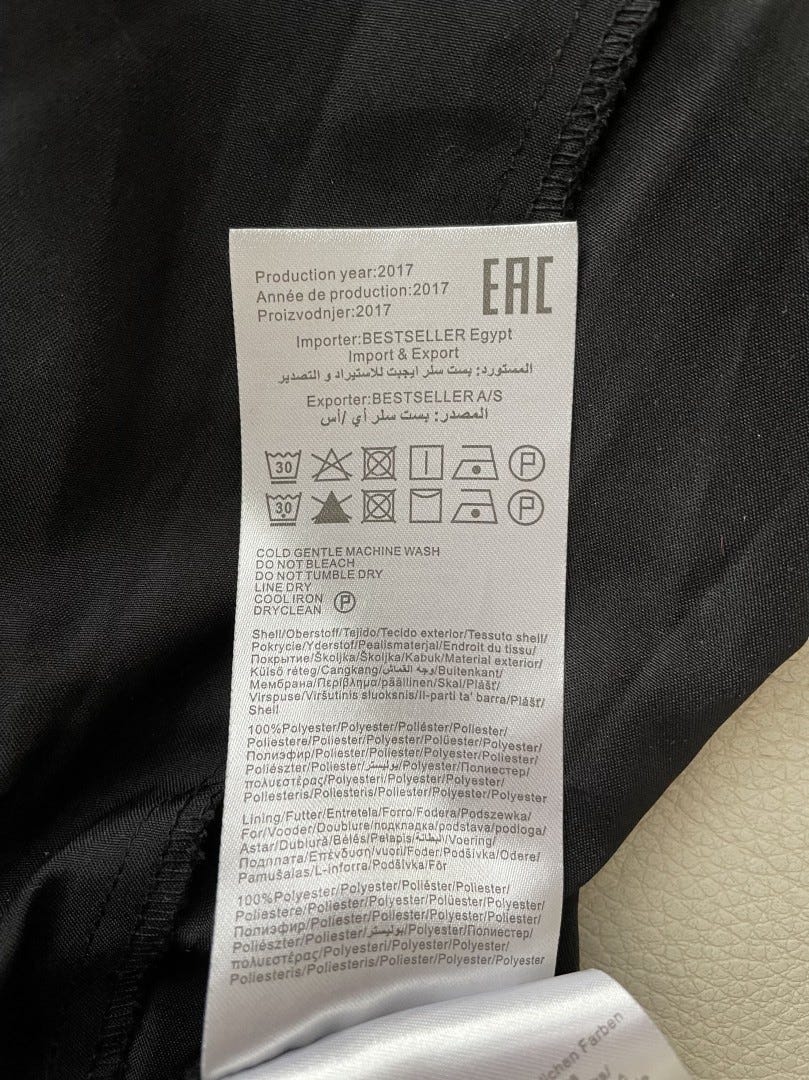 Production year:2017
Année de production:2017
Proizvodnjer:2017
EAC
Importer:BESTSELLER Egypt
Import & Export
المستورد: بست سلر ايجبت للاستيراد و التصدير
Exporter:BESTSELLER A/S
المصدر: بست سلر أي /أس
30 P
30 P
COLD GENTLE MACHINE WASH
DO NOT BLEACH
DO NOT TUMBLE DRY
LINE DRY
COOL IRON
DRYCLEAN P
Shell/Oberstoff/Tejido/Tecido exterior/Tessuto shell/
Pokrycie/Yderstof/Pealismaterjal/Endroit du tissu/
Покрытие/Školjka/Školjka/Kabuk/Material exterior/
Külső réteg/Cangkang/وجه القماش/Buitenkant/
Мембрана/Περίβλημα/päällinen/Skal/Plášť/
Virspuse/Viršutinis sluoksnis/Il-parti ta' barra/Plášť/
Shell
100%Polyester/Polyester/Poliéster/Poliester/
Poliestere/Poliester/Polyester/Polüester/Polyester/
Полиэфир/Poliester/Poliester/Polyester/Poliester/
Poliészter/Poliester/بوليستر/Polyester/Полиестер/
πολυεστέρας/Polyesteri/Polyester/Polyester/
Poliesteris/Poliesteris/Poliester/Polyester/Polyester
Lining/Futter/Entretela/Forro/Fodera/Podszewka/
For/Vooder/Doublure/подкладка/podstava/podloga/
Astar/Dublură/Bélés/Pelapis/البطانة/Voering/
Подплата/Επένδυση/vuori/Foder/Podšívka/Odere/
Pamušalas/L-inforra/Podšívka/Fôr
100%Polyester/Polyester/Poliéster/Poliester/
Poliestere/Poliester/Polyester/Polüester/Polyester/
Полиэфир/Poliester/Poliester/Polyester/Poliester/
Poliészter/Poliester/بوليستر/Polyester/Полиестер/
πολυεστέρας/Polyesteri/Polyester/Polyester/
Poliesteris/Poliesteris/Poliester/Polyester/Polyester
Farben